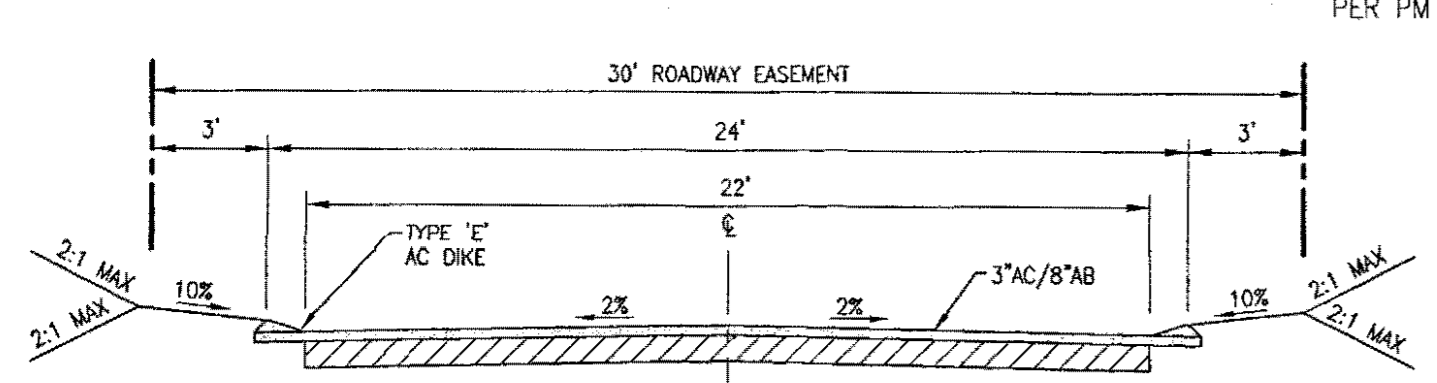 PER PM
30' ROADWAY EASEMENT
3'
24'
3'
22'
℄
TYPE 'E'
AC DIKE
3"AC/8"AB
2:1 MAX
2:1 MAX
10%
2%
2%
10%
2:1 MAX
2:1 MAX